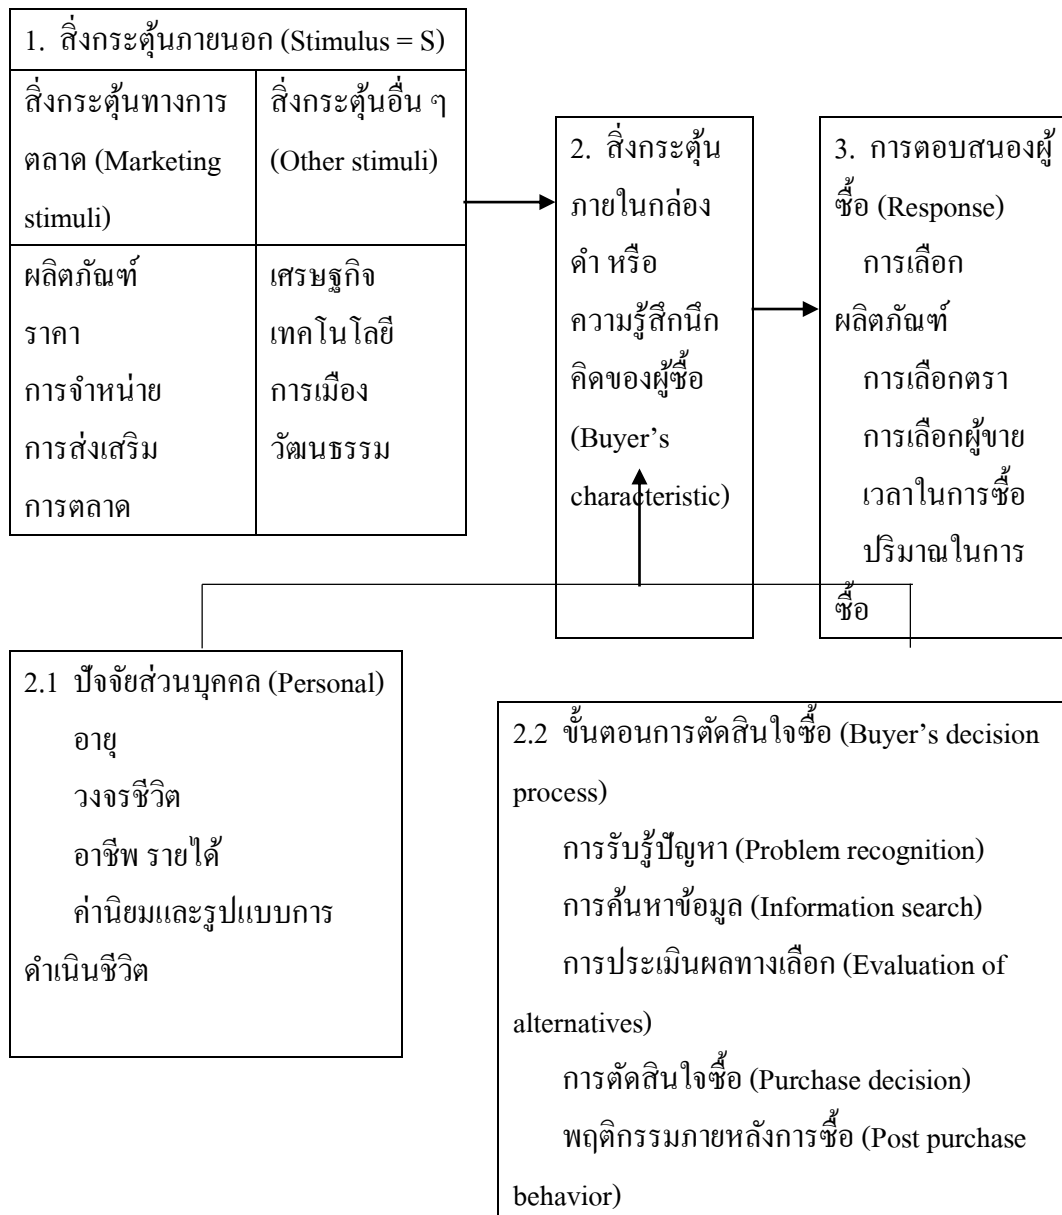 1. สิ่งกระตุ้นภายนอก (Stimulus = S)
สิ่งกระตุ้นทางการ
ตลาด (Marketing
stimuli)
สิ่งกระตุ้นอื่น ๆ
(Other stimuli)
ผลิตภัณฑ์
ราคา
การจำหน่าย
การส่งเสริม
การตลาด
เศรษฐกิจ
เทคโนโลยี
การเมือง
วัฒนธรรม
2. สิ่งกระตุ้น
ภายในกล่อง
ดำ หรือ
ความรู้สึกนึก
คิดของผู้ซื้อ
(Buyer’s
characteristic)
3. การตอบสนองผู้
ซื้อ (Response)
การเลือก
ผลิตภัณฑ์
การเลือกตรา
การเลือกผู้ขาย
เวลาในการซื้อ
ปริมาณในการ
ซื้อ
2.1 ปัจจัยส่วนบุคคล (Personal)
อายุ
วงจรชีวิต
อาชีพ รายได้
ค่านิยมและรูปแบบการ
ดำเนินชีวิต
2.2 ขั้นตอนการตัดสินใจซื้อ (Buyer’s decision
process)
การรับรู้ปัญหา (Problem recognition)
การค้นหาข้อมูล (Information search)
การประเมินผลทางเลือก (Evaluation of
alternatives)
การตัดสินใจซื้อ (Purchase decision)
พฤติกรรมภายหลังการซื้อ (Post purchase
behavior)